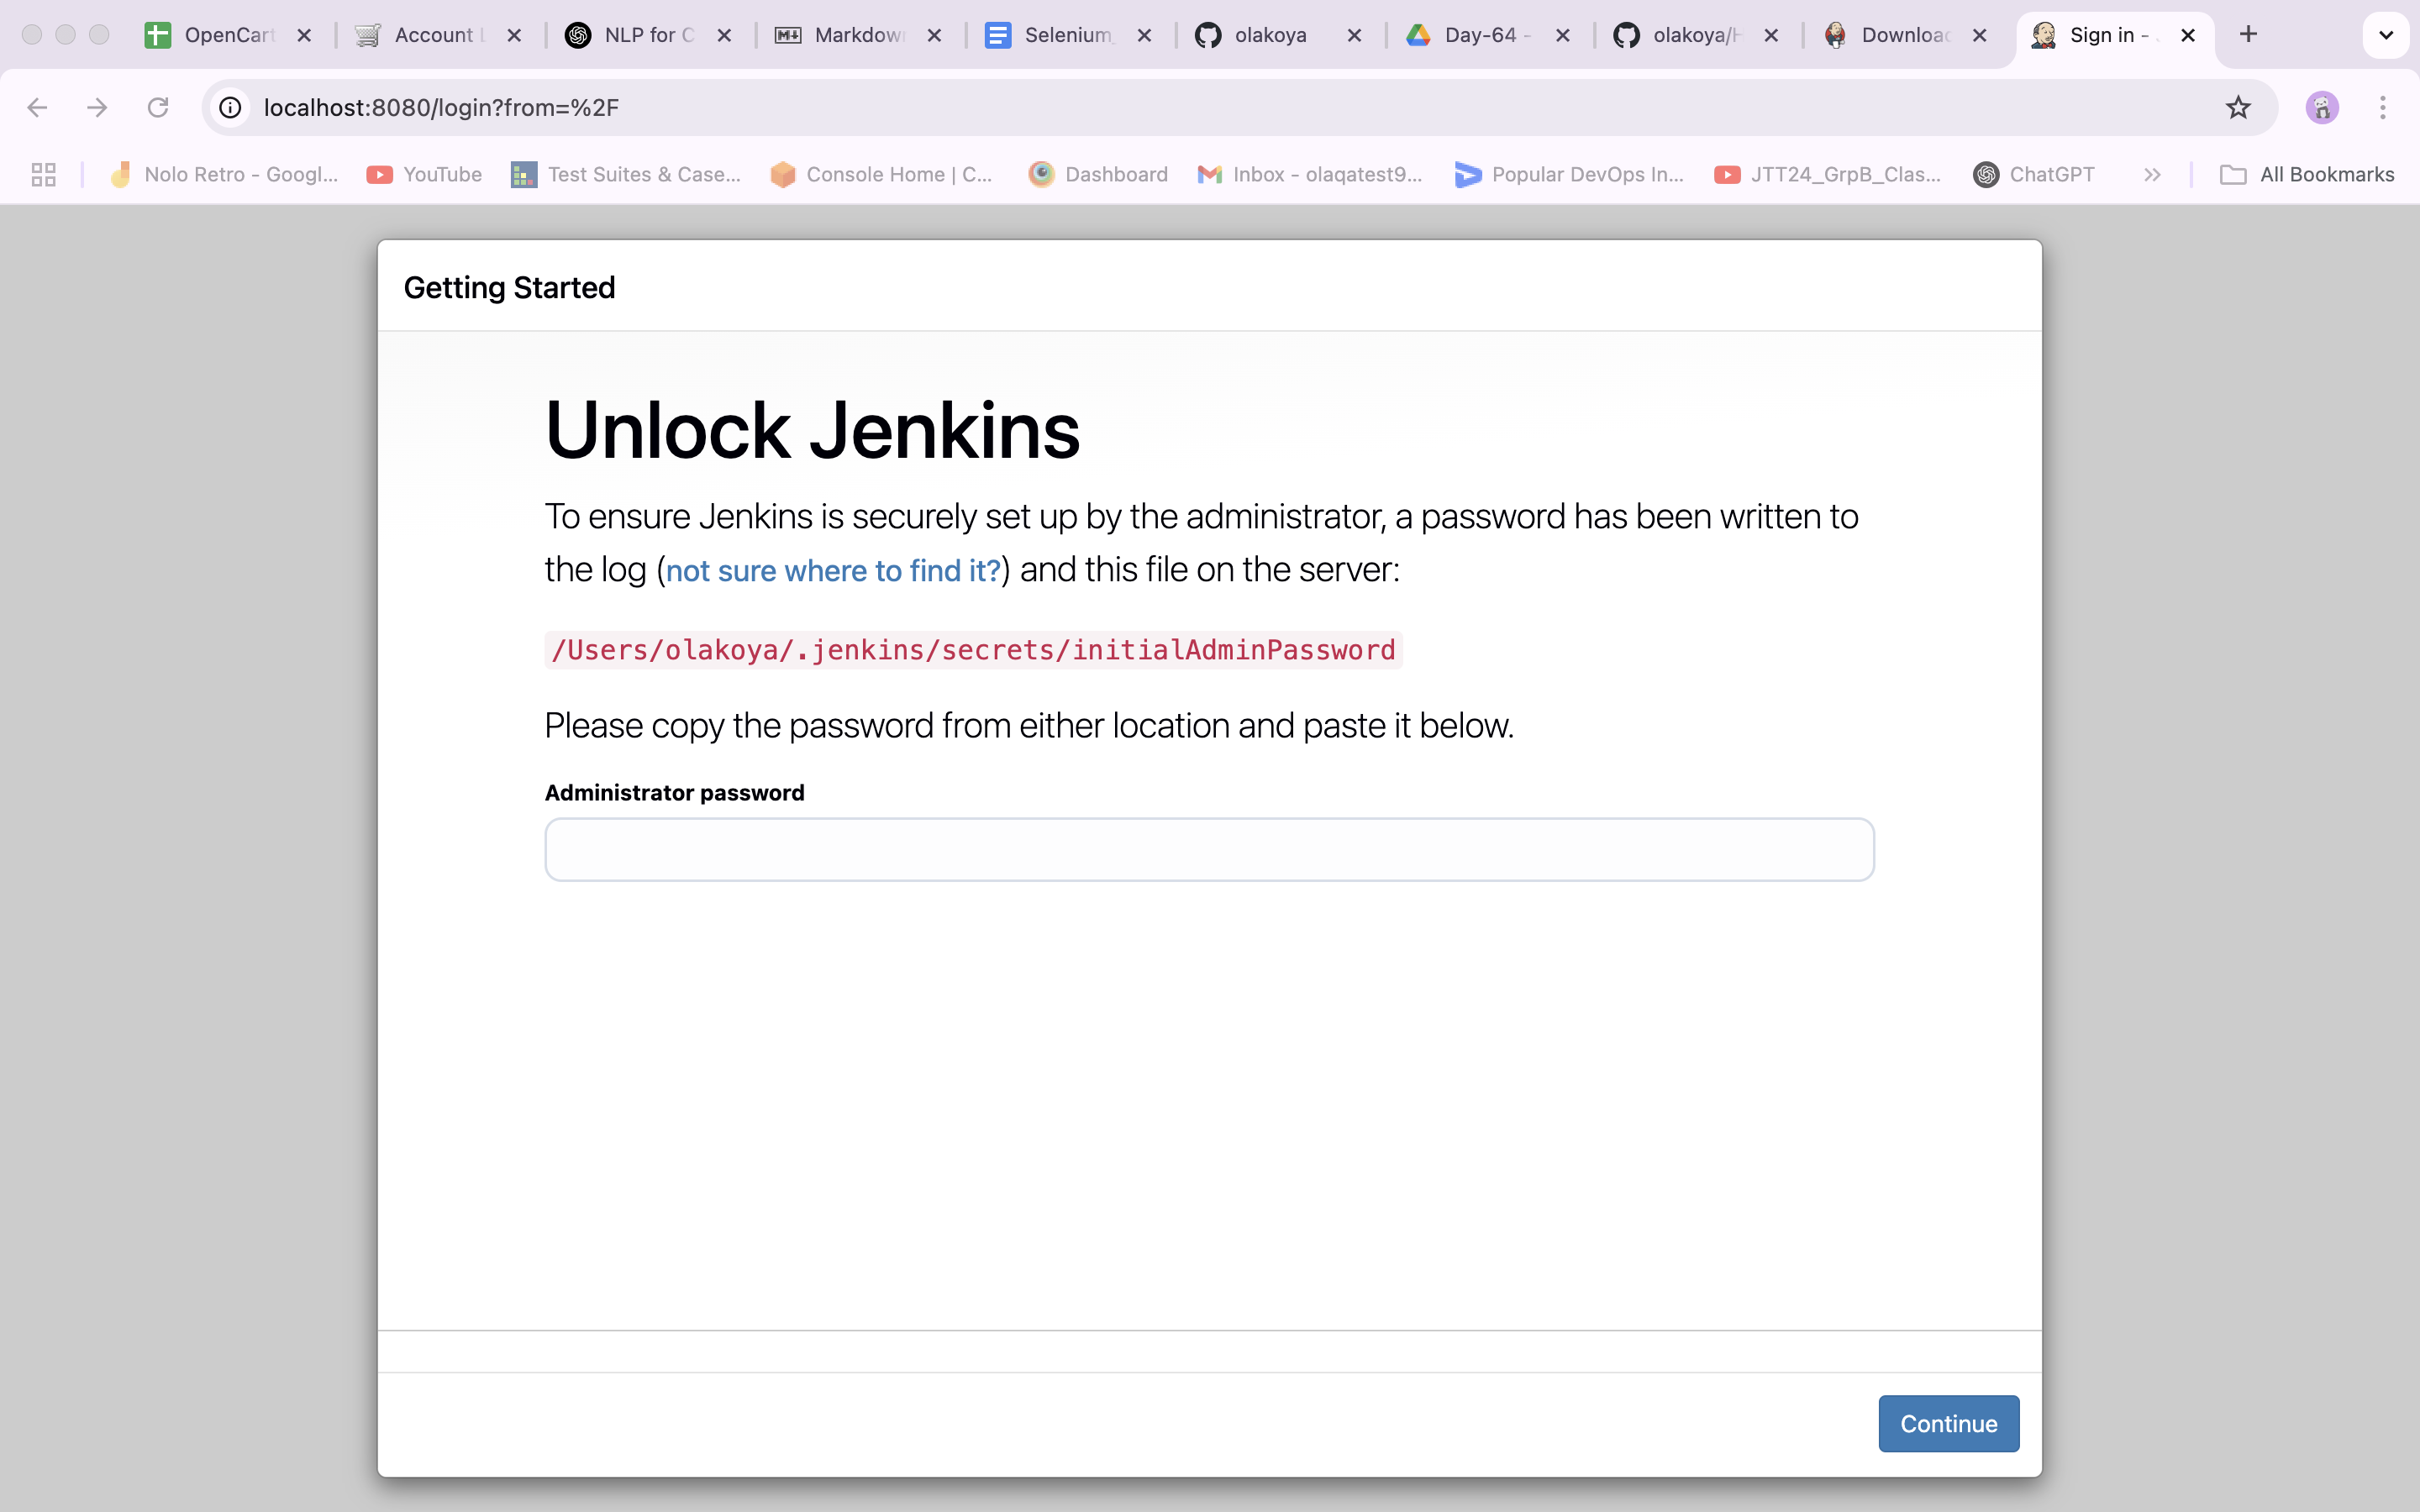 OpenCart
Account
NLP for C
Markdow
Selenium_
olakoya
Day-64 -
olakoya/H
Downloa
Sign in -
localhost:8080/login?from=%2F
Nolo Retro - Googl...
YouTube
Test Suites & Case...
Console Home | C...
Dashboard
Inbox - olaqatest9...
Popular DevOps In...
JTT24_GrpB_Clas...
ChatGPT
All Bookmarks
Getting Started
Unlock Jenkins
To ensure Jenkins is securely set up by the administrator, a password has been written to
the log (not sure where to find it?) and this file on the server:
/Users/olakoya/.jenkins/secrets/initialAdminPassword
Please copy the password from either location and paste it below.
Administrator password
Continue